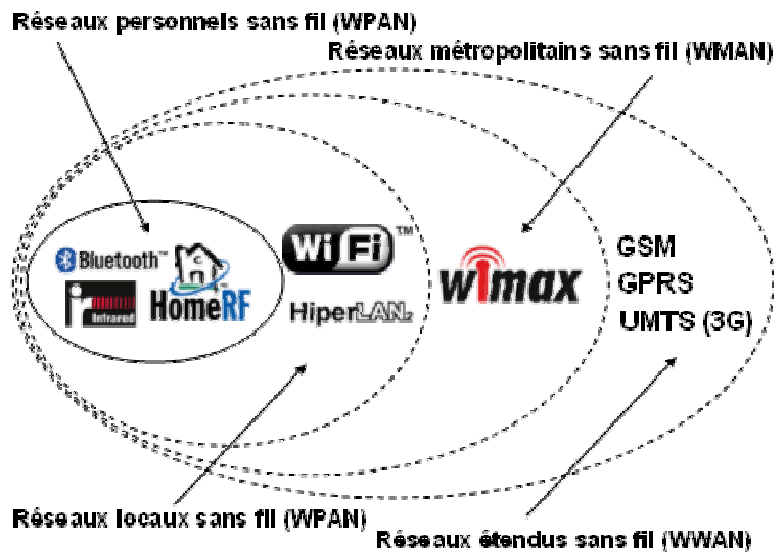 Réseaux personnels sans fil (WPAN)
Réseaux métropolitains sans fil (WMAN)
Bluetooth™
Infrared
HomeRF™
WiFi™
HiperLAN2
wimax
GSM
GPRS
UMTS (3G)
Réseaux locaux sans fil (WPAN)
Réseaux étendus sans fil (WWAN)